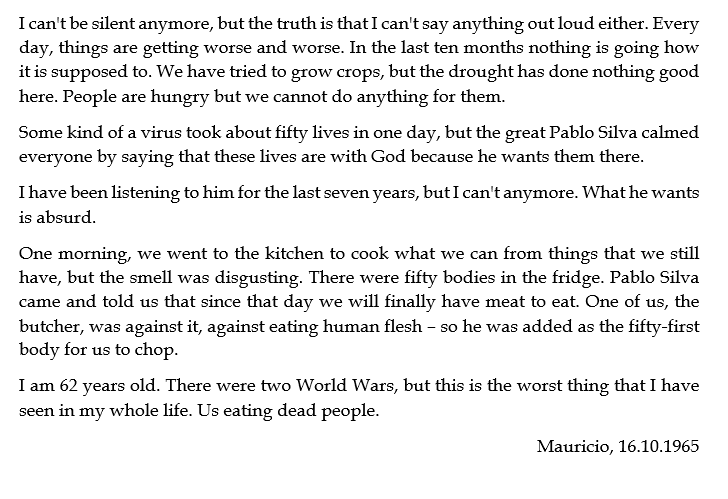 I can't be silent anymore, but the truth is that I can't say anything out loud either. Every
day, things are getting worse and worse. In the last ten months nothing is going how
it is supposed to. We have tried to grow crops, but the drought has done nothing good
here. People are hungry but we cannot do anything for them.
Some kind of a virus took about fifty lives in one day, but the great Pablo Silva calmed
everyone by saying that these lives are with God because he wants them there.
I have been listening to him for the last seven years, but I can't anymore. What he wants
is absurd.
One morning, we went to the kitchen to cook what we can from things that we still
have, but the smell was disgusting. There were fifty bodies in the fridge. Pablo Silva
came and told us that since that day we will finally have meat to eat. One of us, the
butcher, was against it, against eating human flesh – so he was added as the fifty-first
body for us to chop.
I am 62 years old. There were two World Wars, but this is the worst thing that I have
seen in my whole life. Us eating dead people.
Mauricio, 16.10.1965